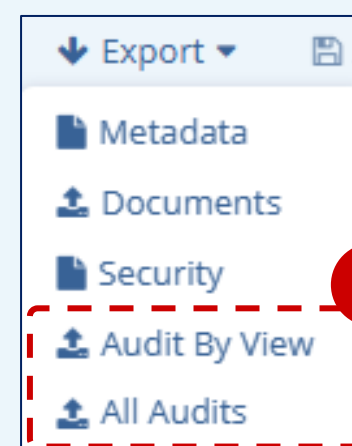 Export
Metadata
Documents
Security
Audit By View
All Audits